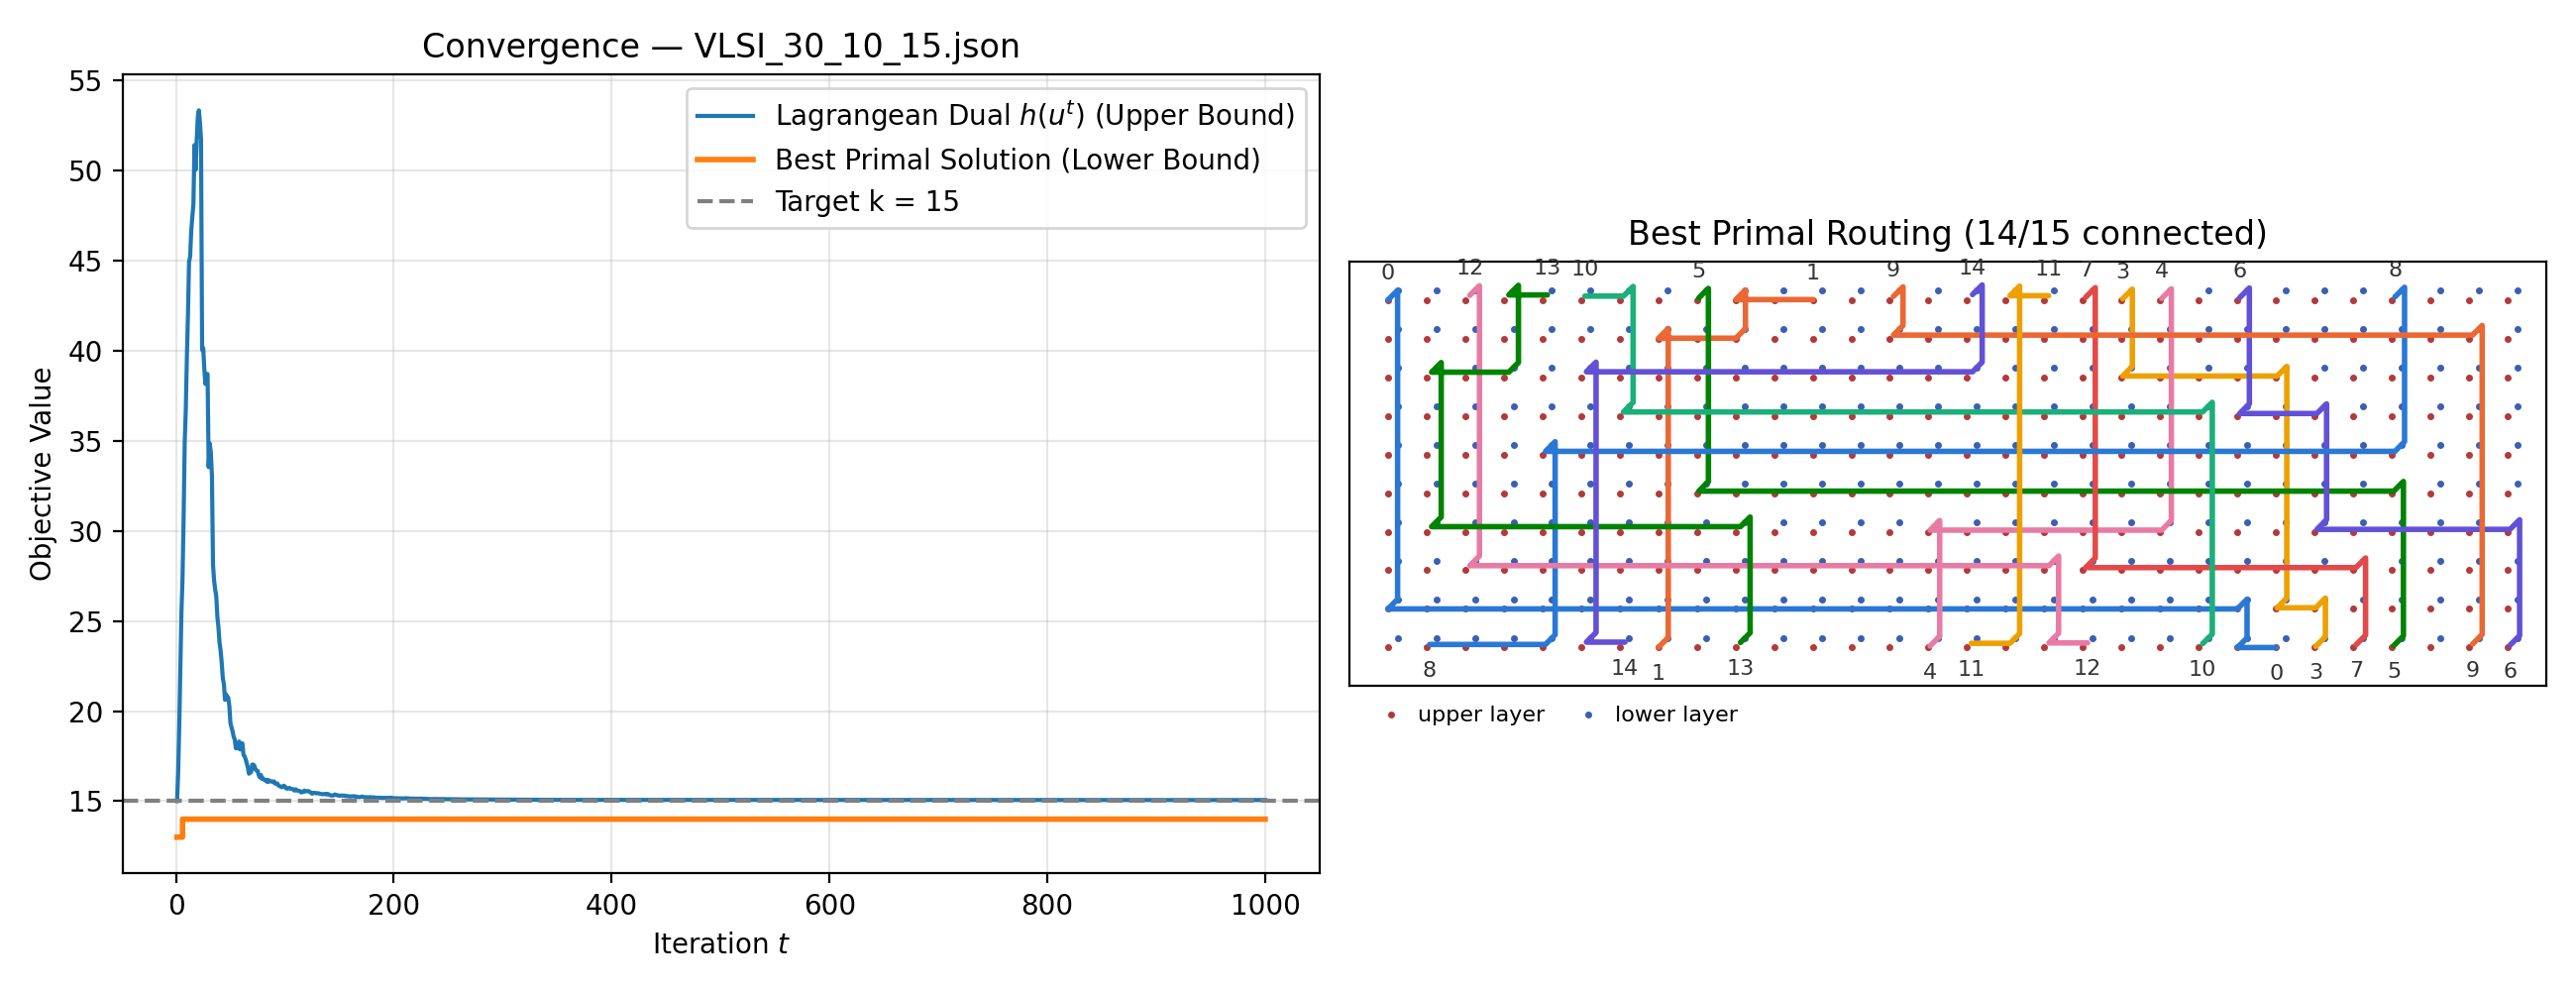 Convergence — VLSI_30_10_15.json
55
50
45
40
35
30
25
20
15
Objective Value
Lagrangean Dual h(u^t) (Upper Bound)
Best Primal Solution (Lower Bound)
Target k = 15
0 200 400 600 800 1000
Iteration t
Best Primal Routing (14/15 connected)
0 12 13 10 5 1 9 14 11 7 3 4 6 8
8 14 1 13 4 11 12 10 0 3 7 5 9 6
upper layer lower layer